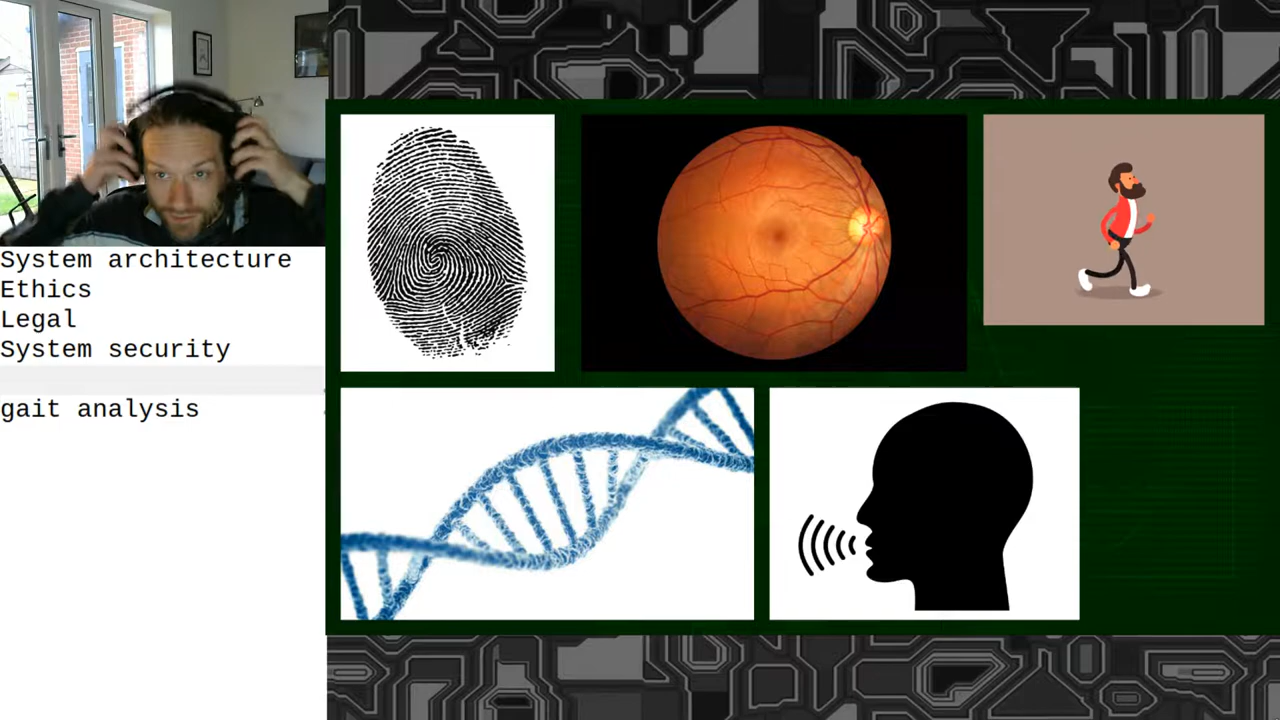 System architecture
Ethics
Legal
System security
gait analysis